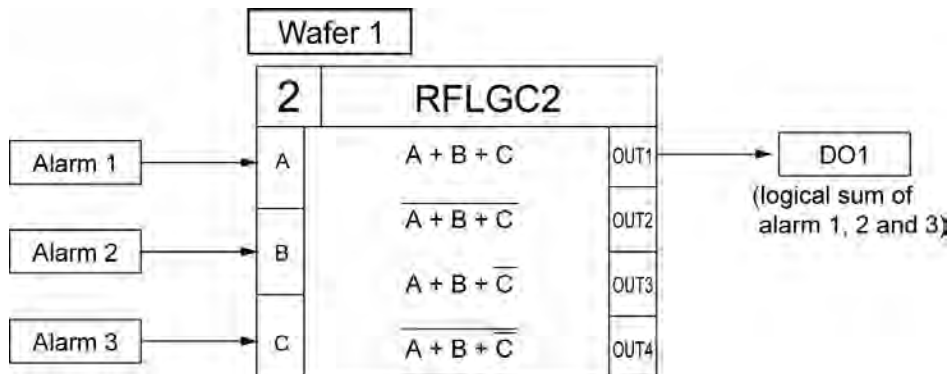 Wafer 1
2 RFLGC2
Alarm 1 A A + B + C OUT1 DO1
(logical sum of
alarm 1, 2 and 3)
A̅ ̅+̅ ̅B̅ ̅+̅ ̅C̅ OUT2
Alarm 2 B
A + B + C̅ OUT3
Alarm 3 C A̅ ̅+̅ ̅B̅ ̅+̅ ̅C̿ OUT4